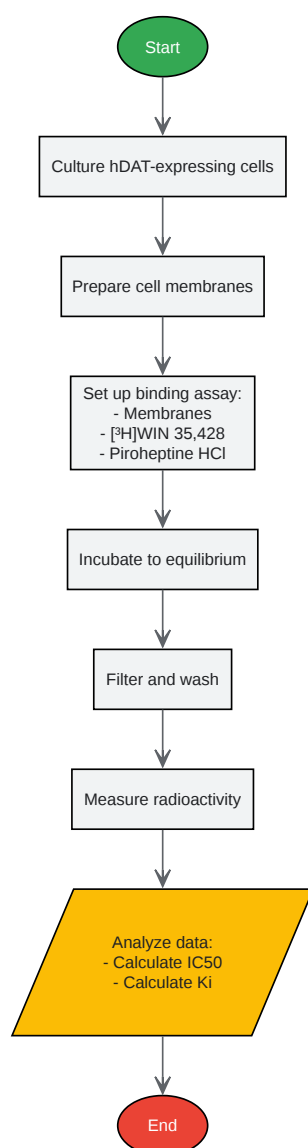 Start
Culture hDAT-expressing cells
Prepare cell membranes
Set up binding assay:
- Membranes
- [³H]WIN 35,428
- Piroheptine HCl
Incubate to equilibrium
Filter and wash
Measure radioactivity
Analyze data:
- Calculate IC50
- Calculate Ki
End